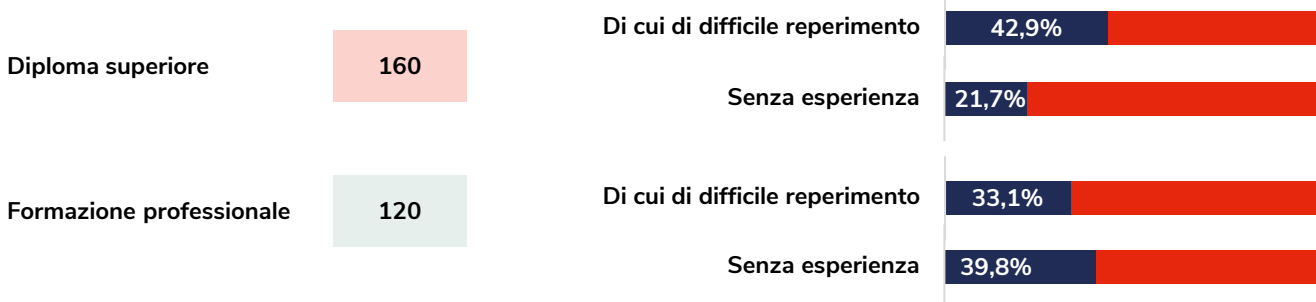 Di cui di difficile reperimento 42,9%
Diploma superiore 160
Senza esperienza 21,7%
Di cui di difficile reperimento 33,1%
Formazione professionale 120
Senza esperienza 39,8%